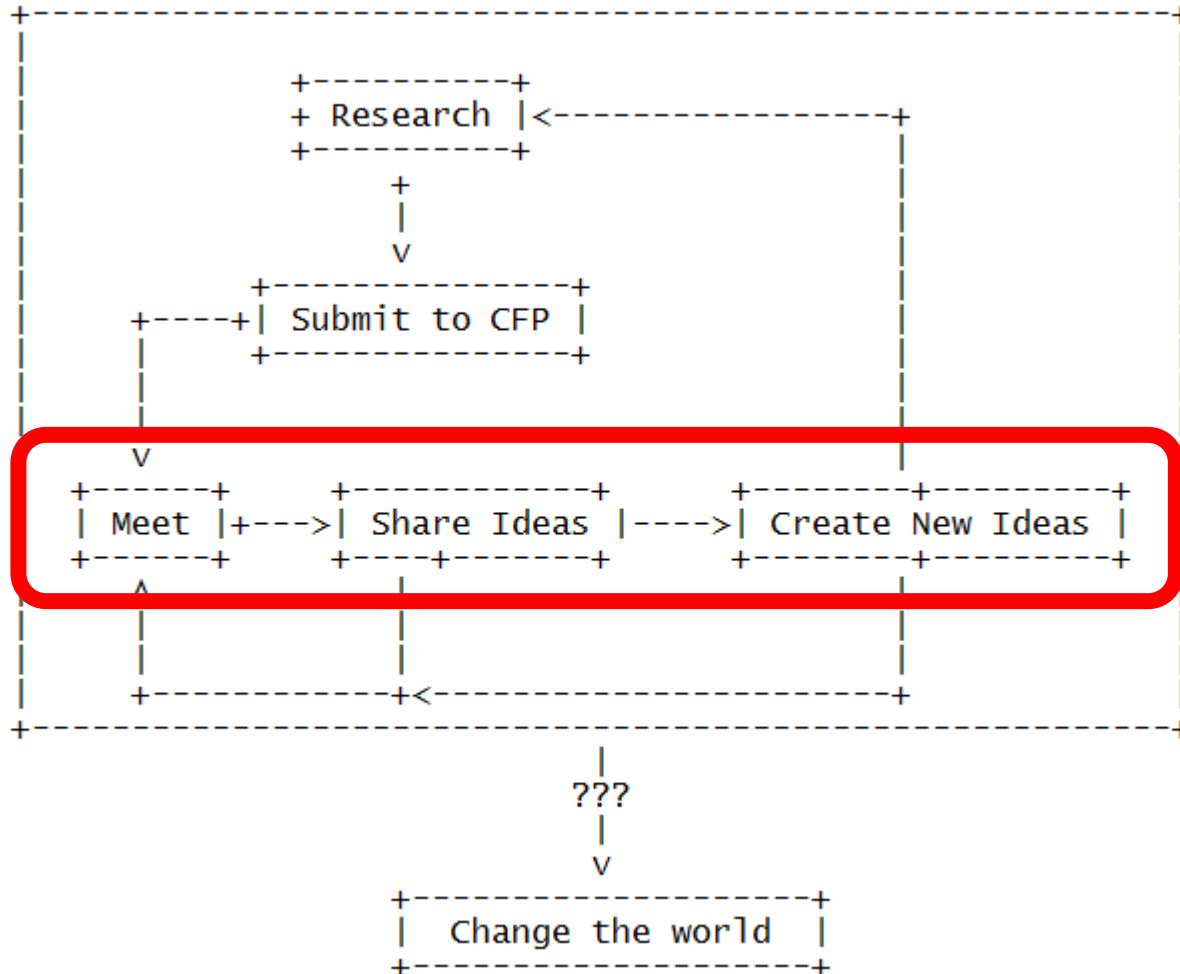 Research
Submit to CFP
Meet
Share Ideas
Create New Ideas
???
Change the world